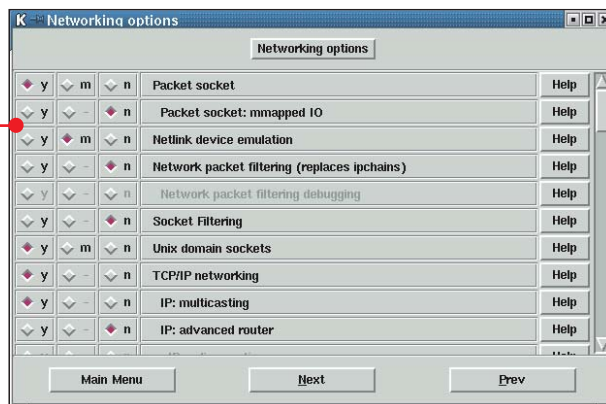 K Networking options
Networking options
y m n Packet socket Help
y - n Packet socket: mmapped IO Help
y m n Netlink device emulation Help
y - n Network packet filtering (replaces ipchains) Help
y - n Network packet filtering debugging Help
y - n Socket Filtering Help
y m n Unix domain sockets Help
y - n TCP/IP networking Help
y - n IP: multicasting Help
y - n IP: advanced router Help
Main Menu Next Prev